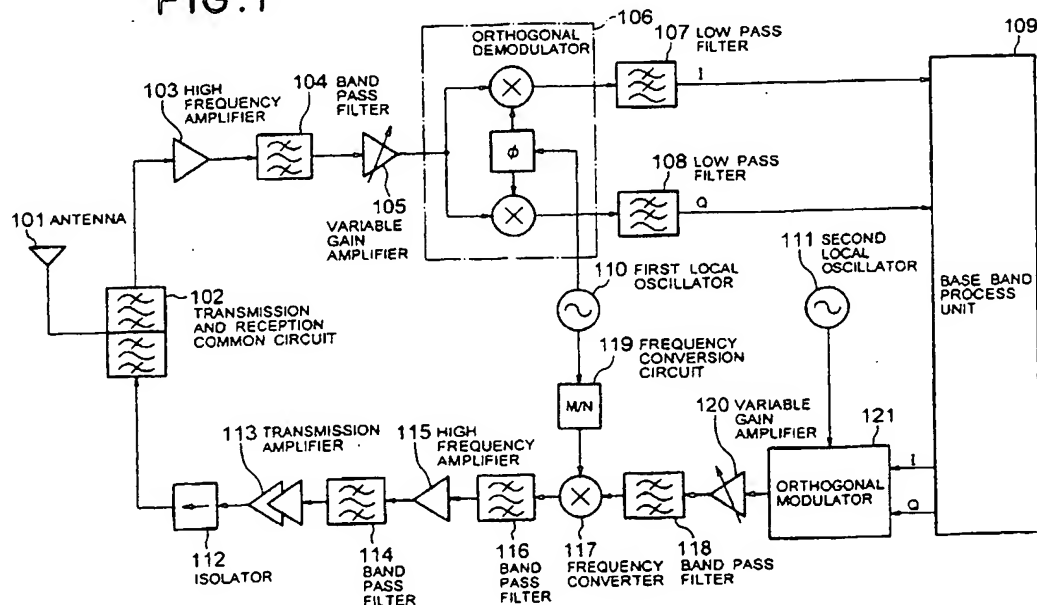 FIG. 1
106
ORTHOGONAL
DEMODULATOR
107 LOW PASS
FILTER
109
103 HIGH
FREQUENCY
AMPLIFIER
104 BAND
PASS
FILTER
I
ϕ
108 LOW PASS
FILTER
105
VARIABLE
GAIN
AMPLIFIER
Q
101 ANTENNA
110 FIRST LOCAL
OSCILLATOR
111 SECOND
LOCAL
OSCILLATOR
BASE BAND
PROCESS
UNIT
102
TRANSMISSION
AND RECEPTION
COMMON CIRCUIT
119 FREQUENCY
CONVERSION
CIRCUIT
M/N
120 VARIABLE
GAIN
AMPLIFIER
121
113 TRANSMISSION
AMPLIFIER
115 HIGH
FREQUENCY
AMPLIFIER
ORTHOGONAL
MODULATOR
I
Q
112
ISOLATOR
114 BAND
PASS
FILTER
116
BAND
PASS
FILTER
117
FREQUENCY
CONVERTER
118
BAND PASS
FILTER